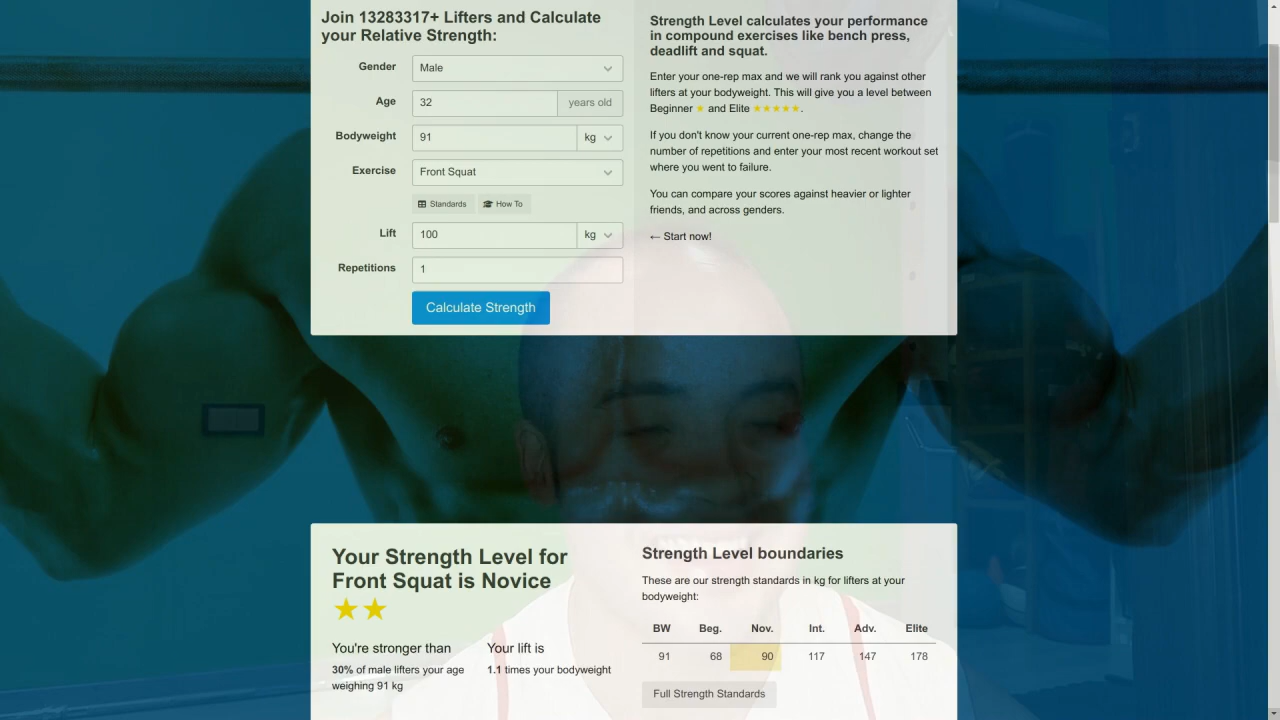 Join 13283317+ Lifters and Calculate
your Relative Strength:
Gender
Male
Age
32
years old
Bodyweight
91
kg
Exercise
Front Squat
Standards
How To
Lift
100
kg
Repetitions
1
Calculate Strength
Strength Level calculates your performance
in compound exercises like bench press,
deadlift and squat.
Enter your one-rep max and we will rank you against other
lifters at your bodyweight. This will give you a level between
Beginner ★ and Elite ★★★★★.
If you don't know your current one-rep max, change the
number of repetitions and enter your most recent workout set
where you went to failure.
You can compare your scores against heavier or lighter
friends, and across genders.
← Start now!
Your Strength Level for
Front Squat is Novice
★★
You're stronger than
30% of male lifters your age
weighing 91 kg
Your lift is
1.1 times your bodyweight
Strength Level boundaries
These are our strength standards in kg for lifters at your
bodyweight:
BW Beg. Nov. Int. Adv. Elite
91 68 90 117 147 178
Full Strength Standards